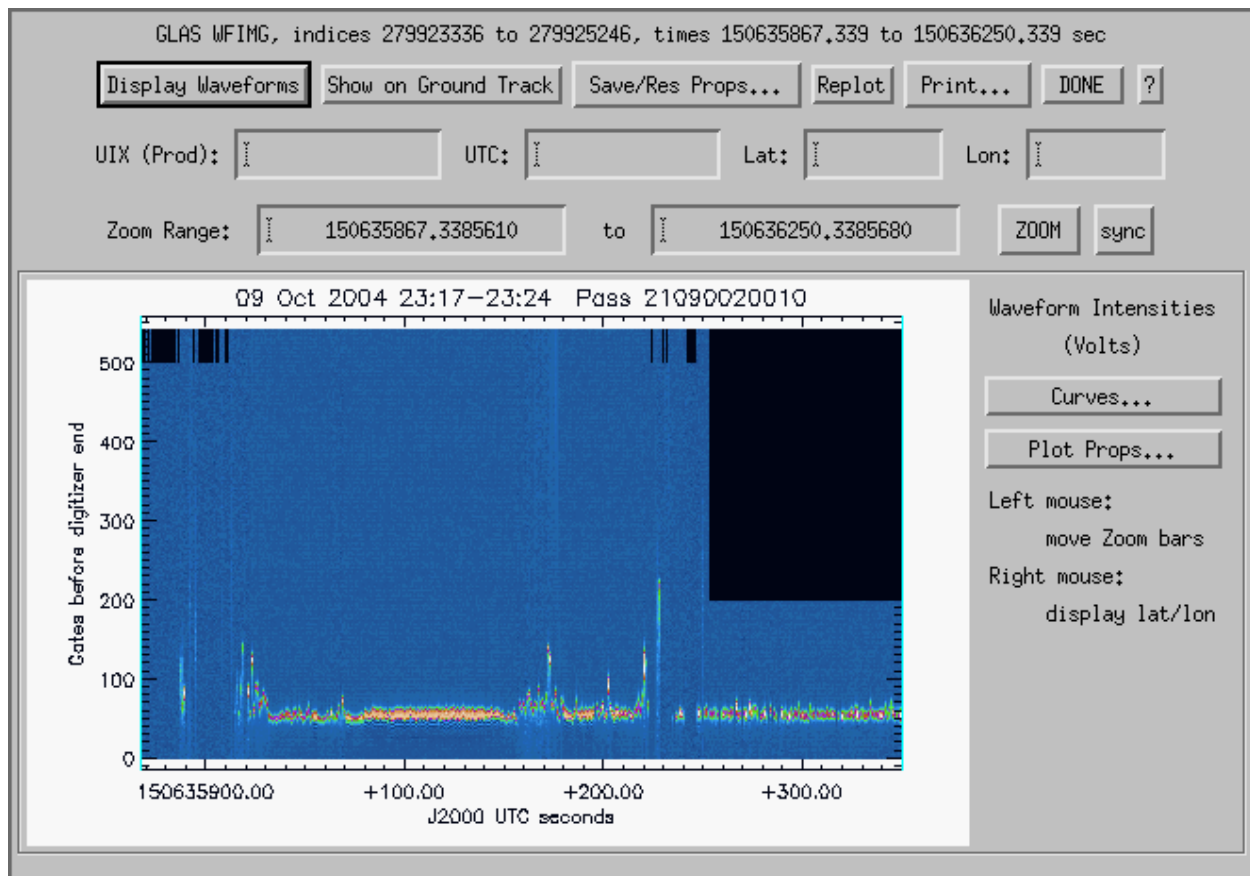 GLAS WFIMG, indices 279923336 to 279925246, times 150635867.339 to 150636250.339 sec
Display Waveforms Show on Ground Track Save/Res Props... Replot Print... DONE ?
UIX (Prod): UTC: Lat: Lon:
Zoom Range: 150635867.3385610 to 150636250.3385680 ZOOM sync
09 Oct 2004 23:17-23:24 Pass 21090020010
Gates before digitizer end
500
400
300
200
100
0
150635900.00 +100.00 +200.00 +300.00
J2000 UTC seconds
Waveform Intensities
(Volts)
Curves...
Plot Props...
Left mouse:
move Zoom bars
Right mouse:
display lat/lon